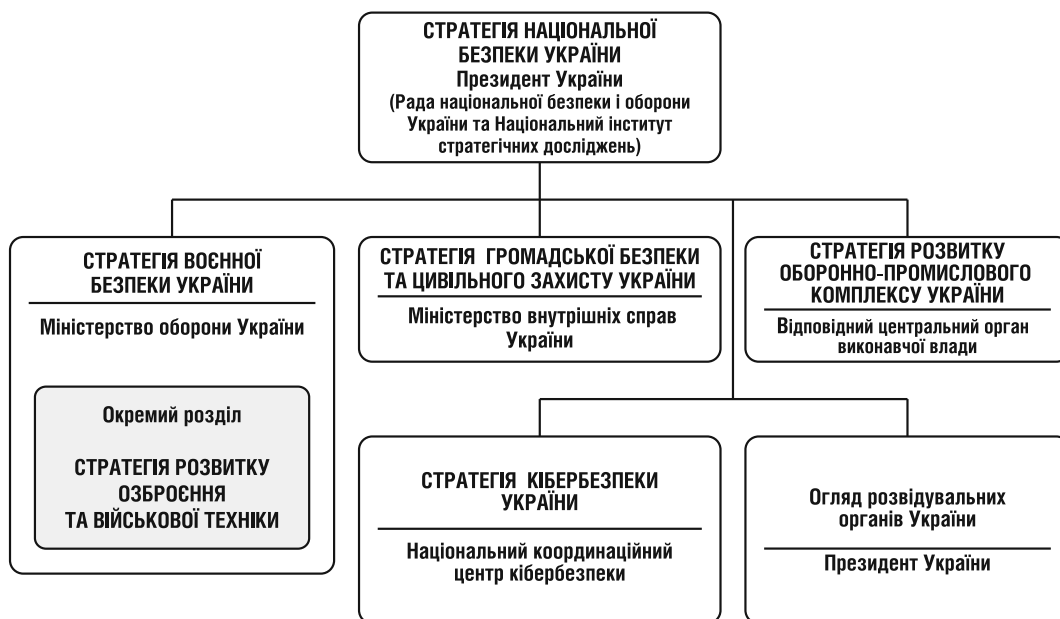 СТРАТЕГІЯ НАЦІОНАЛЬНОЇ
БЕЗПЕКИ УКРАЇНИ
Президент України
(Рада національної безпеки і оборони
України та Національний інститут
стратегічних досліджень)
СТРАТЕГІЯ ВОЄННОЇ
БЕЗПЕКИ УКРАЇНИ
Міністерство оборони України
Окремий розділ
СТРАТЕГІЯ РОЗВИТКУ
ОЗБРОЄННЯ
ТА ВІЙСЬКОВОЇ ТЕХНІКИ
СТРАТЕГІЯ ГРОМАДСЬКОЇ БЕЗПЕКИ
ТА ЦИВІЛЬНОГО ЗАХИСТУ УКРАЇНИ
Міністерство внутрішніх справ
України
СТРАТЕГІЯ РОЗВИТКУ
ОБОРОННО-ПРОМИСЛОВОГО
КОМПЛЕКСУ УКРАЇНИ
Відповідний центральний орган
виконавчої влади
СТРАТЕГІЯ КІБЕРБЕЗПЕКИ
УКРАЇНИ
Національний координаційний
центр кібербезпеки
Огляд розвідувальних
органів України
Президент України